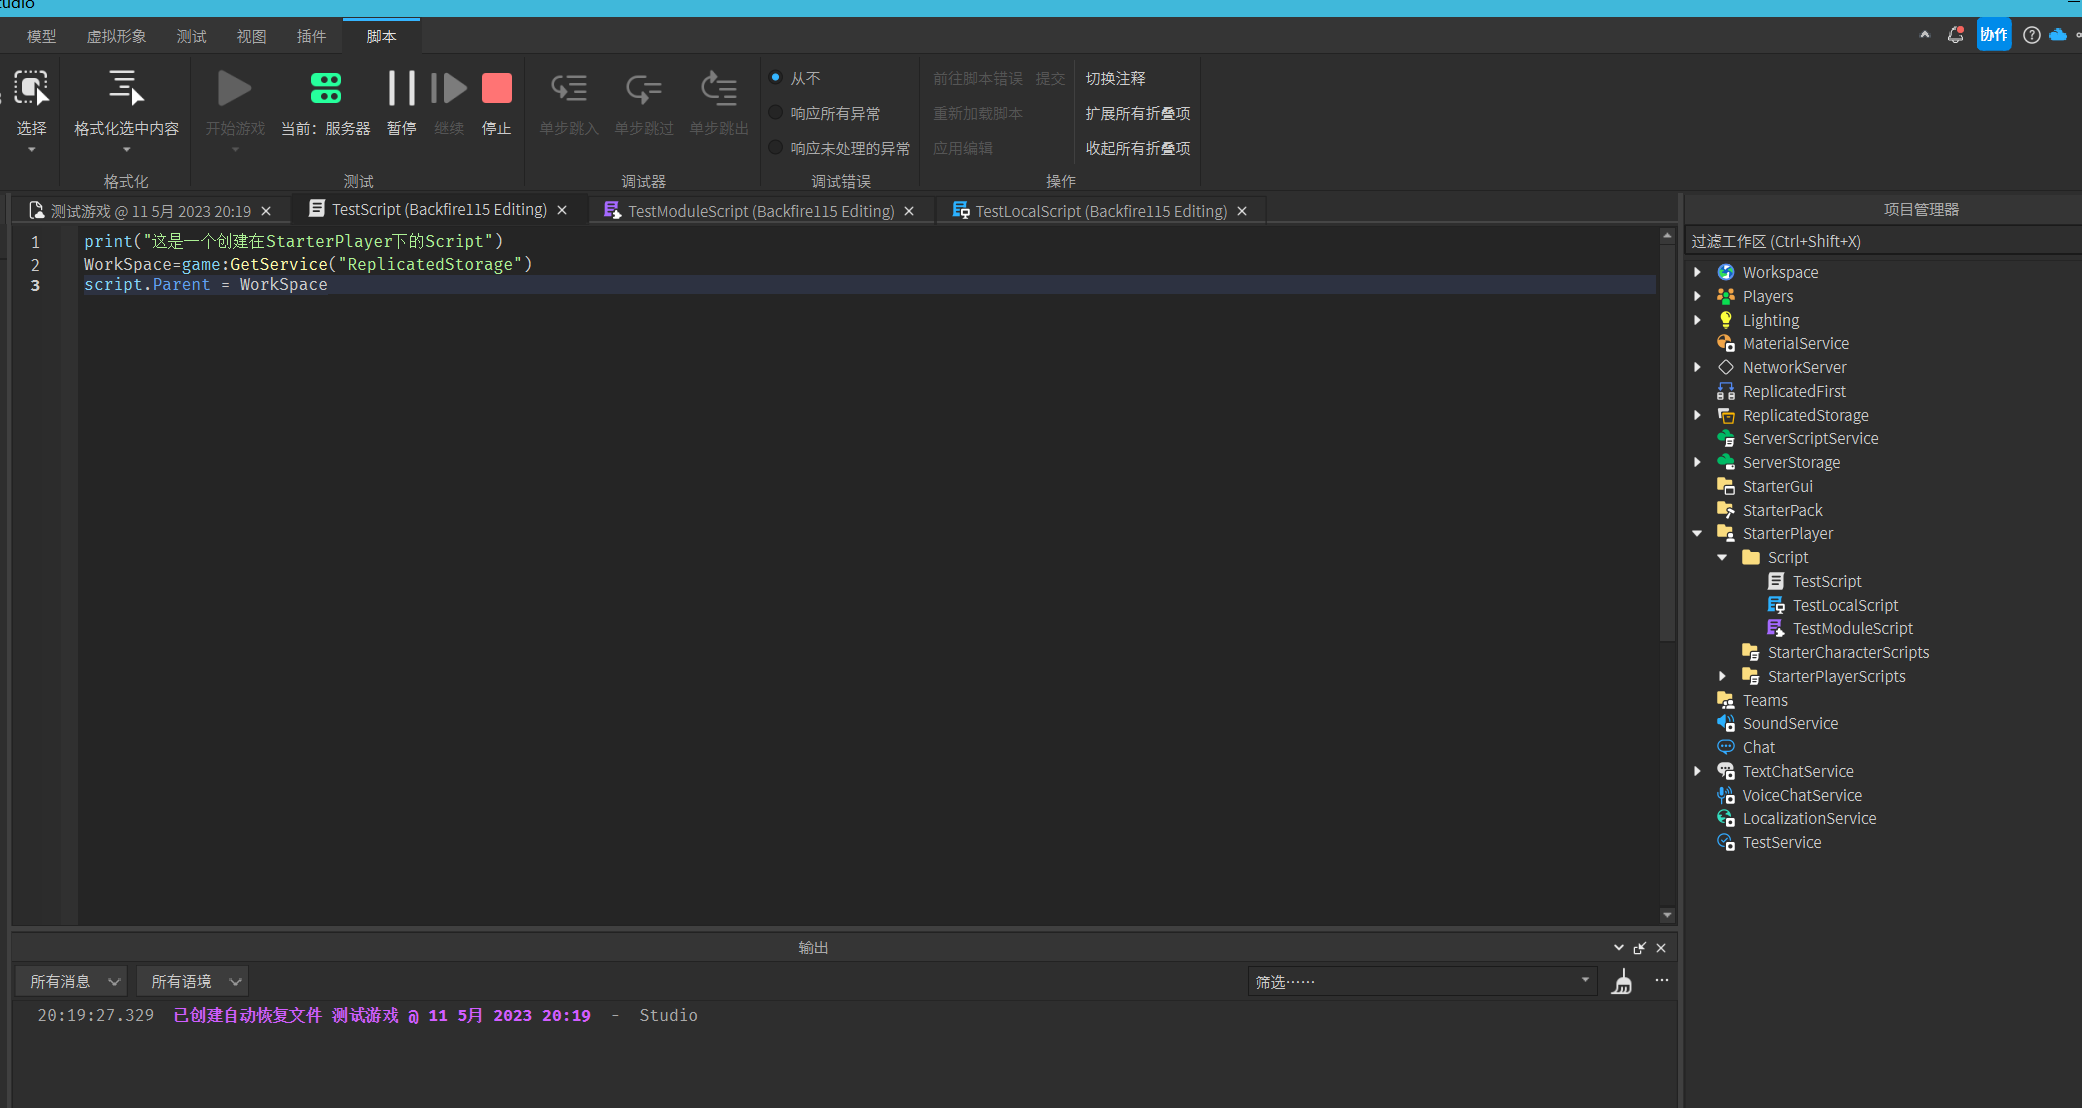 tudio
模型 虚拟形象 测试 视图 插件 脚本
协作
选择
格式化选中内容
格式化
开始游戏 当前：服务器 暂停 继续 停止
测试
单步跳入 单步跳过 单步跳出
调试器
从不
响应所有异常
响应未处理的异常
调试错误
前往脚本错误 提交 切换注释
重新加载脚本 扩展所有折叠项
应用编辑 收起所有折叠项
操作
测试游戏 @ 11 5月 2023 20:19 TestScript (Backfire115 Editing) TestModuleScript (Backfire115 Editing) TestLocalScript (Backfire115 Editing)
1 print("这是一个创建在StarterPlayer下的Script")
2 WorkSpace=game:GetService("ReplicatedStorage")
3 script.Parent = WorkSpace
项目管理器
过滤工作区 (Ctrl+Shift+X)
Workspace
Players
Lighting
MaterialService
NetworkServer
ReplicatedFirst
ReplicatedStorage
ServerScriptService
ServerStorage
StarterGui
StarterPack
StarterPlayer
Script
TestScript
TestLocalScript
TestModuleScript
StarterCharacterScripts
StarterPlayerScripts
Teams
SoundService
Chat
TextChatService
VoiceChatService
LocalizationService
TestService
输出
所有消息 所有语境 筛选……
20:19:27.329 已创建自动恢复文件 测试游戏 @ 11 5月 2023 20:19 - Studio